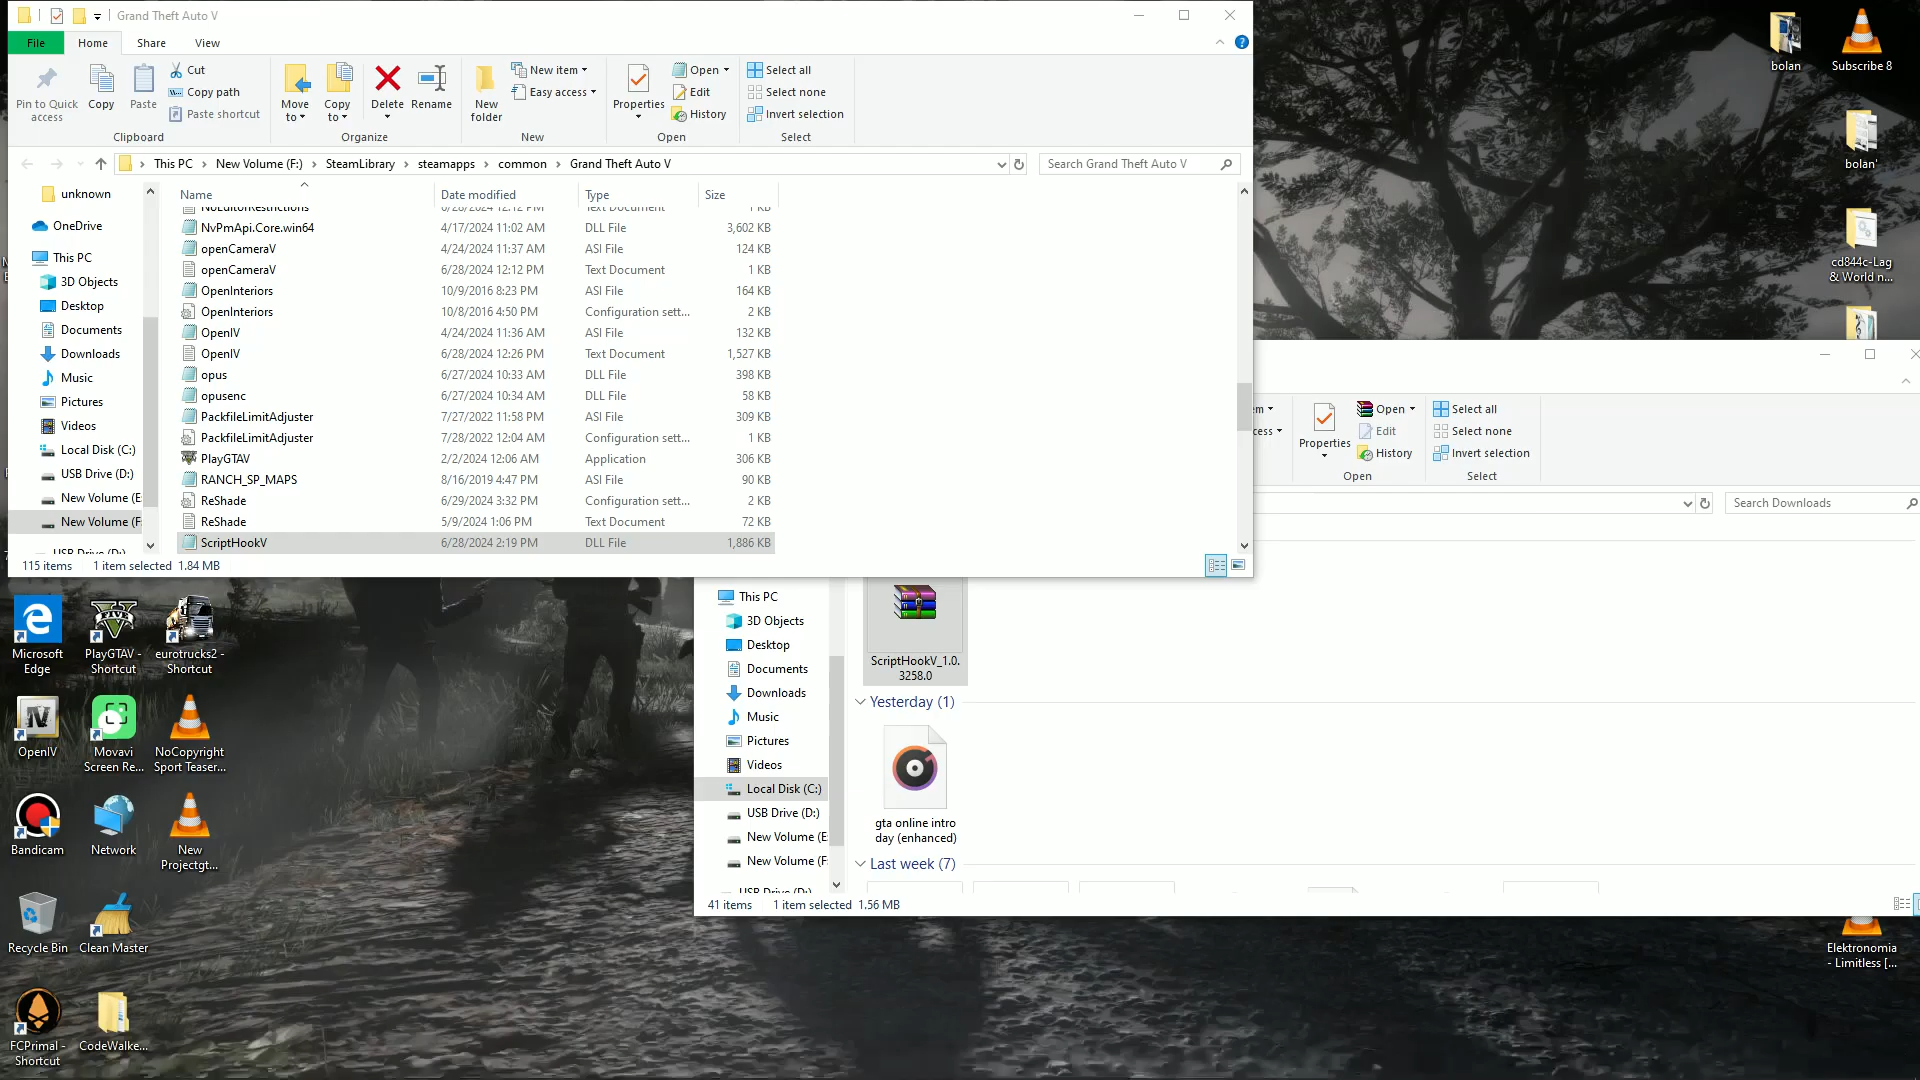 Grand Theft Auto V
File Home Share View
Pin to Quick access
Copy
Paste
Cut
Copy path
Paste shortcut
Clipboard
Move to
Copy to
Delete
Rename
Organize
New folder
New item
Easy access
New
Properties
Open
Edit
History
Open
Select all
Select none
Invert selection
Select
This PC > New Volume (F:) > SteamLibrary > steamapps > common > Grand Theft Auto V
Search Grand Theft Auto V
unknown
OneDrive
This PC
3D Objects
Desktop
Documents
Downloads
Music
Pictures
Videos
Local Disk (C:)
USB Drive (D:)
New Volume (E
New Volume (F:
USB Drive (D:)
Name Date modified Type Size
NoEditorRestrictions 6/28/2024 12:12 PM Text Document 1 KB
NvPmApi.Core.win64 4/17/2024 11:02 AM DLL File 3,602 KB
openCameraV 4/24/2024 11:37 AM ASI File 124 KB
openCameraV 6/28/2024 12:12 PM Text Document 1 KB
OpenInteriors 10/9/2016 8:23 PM ASI File 164 KB
OpenInteriors 10/8/2016 4:50 PM Configuration sett... 2 KB
OpenIV 4/24/2024 11:36 AM ASI File 132 KB
OpenIV 6/28/2024 12:26 PM Text Document 1,527 KB
opus 6/27/2024 10:33 AM DLL File 398 KB
opusenc 6/27/2024 10:34 AM DLL File 58 KB
PackfileLimitAdjuster 7/27/2022 11:58 PM ASI File 309 KB
PackfileLimitAdjuster 7/28/2022 12:04 AM Configuration sett... 1 KB
PlayGTAV 2/2/2024 12:06 AM Application 306 KB
RANCH_SP_MAPS 8/16/2019 4:47 PM ASI File 90 KB
ReShade 6/29/2024 3:32 PM Configuration sett... 2 KB
ReShade 5/9/2024 1:06 PM Text Document 72 KB
ScriptHookV 6/28/2024 2:19 PM DLL File 1,886 KB
115 items 1 item selected 1.84 MB
bolan
Subscribe 8
bolan'
cd844c-Lag
& World n...
em
cess
Properties
Open
Edit
History
Open
Select all
Select none
Invert selection
Select
Search Downloads
This PC
3D Objects
Desktop
Documents
Downloads
Music
Pictures
Videos
Local Disk (C:)
USB Drive (D:)
New Volume (E
New Volume (F:
USB Drive (D:)
ScriptHookV_1.0.
3258.0
Yesterday (1)
gta online intro
day (enhanced)
Last week (7)
41 items 1 item selected 1.56 MB
Microsoft
Edge
PlayGTAV -
Shortcut
eurotrucks2 -
Shortcut
OpenIV
Movavi
Screen Re...
NoCopyright
Sport Teaser...
Bandicam
Network
New
Projectgt...
Recycle Bin
Clean Master
FCPrimal -
Shortcut
CodeWalke...
Elektronomia
- Limitless [...